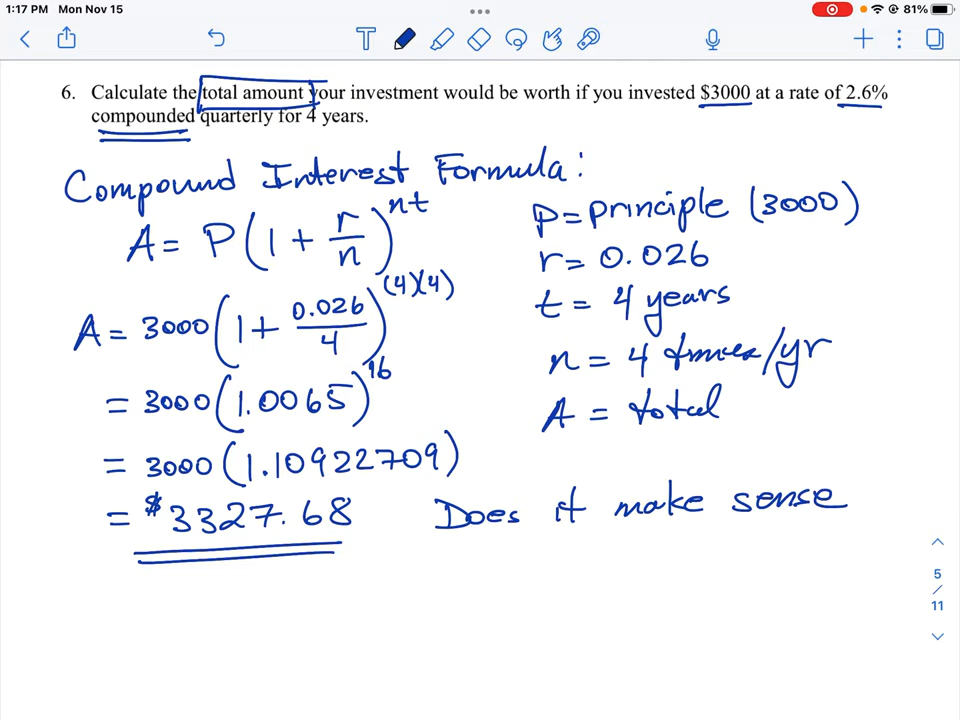 1:17 PM Mon Nov 15
81%
T
6. Calculate the total amount your investment would be worth if you invested $3000 at a rate of 2.6%
compounded quarterly for 4 years.
Compound Interest Formula:
A = P(1 + r/n)^nt
A = 3000(1 + 0.026/4)^(4)(4)
= 3000(1.0065)^16
= 3000(1.10922709)
= $3327.68
P = principle (3000)
r = 0.026
t = 4 years
n = 4 times/yr
A = total
Does it make sense
5
/
11